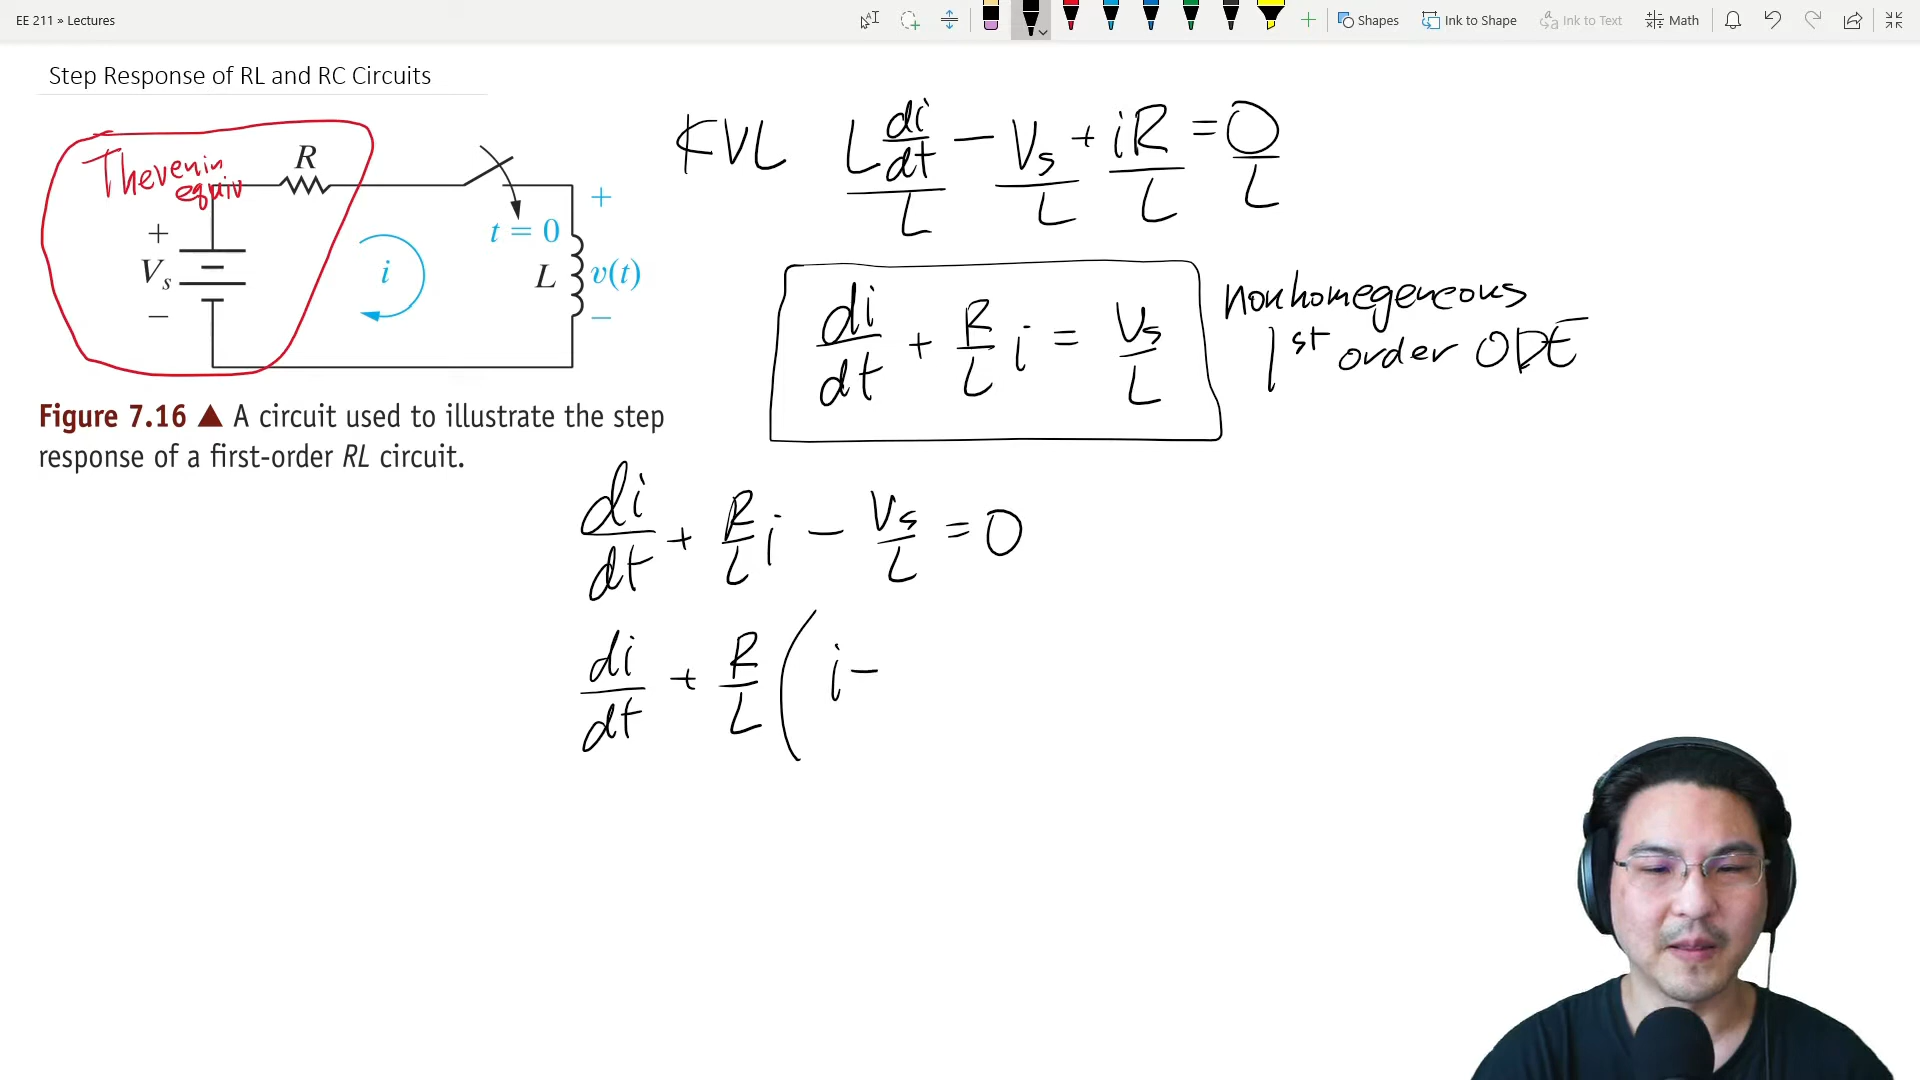 EE 211 » Lectures
Shapes
Ink to Shape
Ink to Text
Math
Step Response of RL and RC Circuits
Thevenin
equiv
R
+
V_s
−
i
t = 0
L
+
v(t)
−
Figure 7.16 ▲ A circuit used to illustrate the step
response of a first-order RL circuit.
KVL L di/dt / L − Vs/L + iR/L = 0/L
di/dt + R/L i = Vs/L
nonhomegeneous
1st order ODE
di/dt + R/L i − Vs/L = 0
di/dt + R/L ( i −